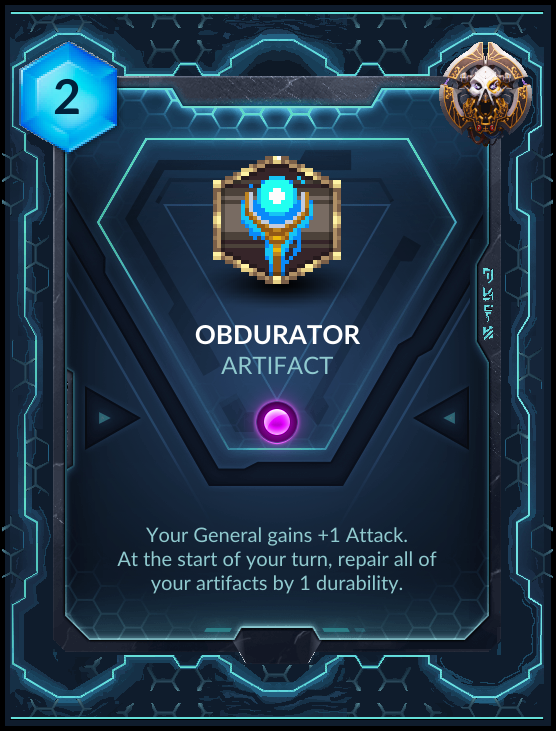 2
OBDURATOR
ARTIFACT
Your General gains +1 Attack.
At the start of your turn, repair all of
your artifacts by 1 durability.